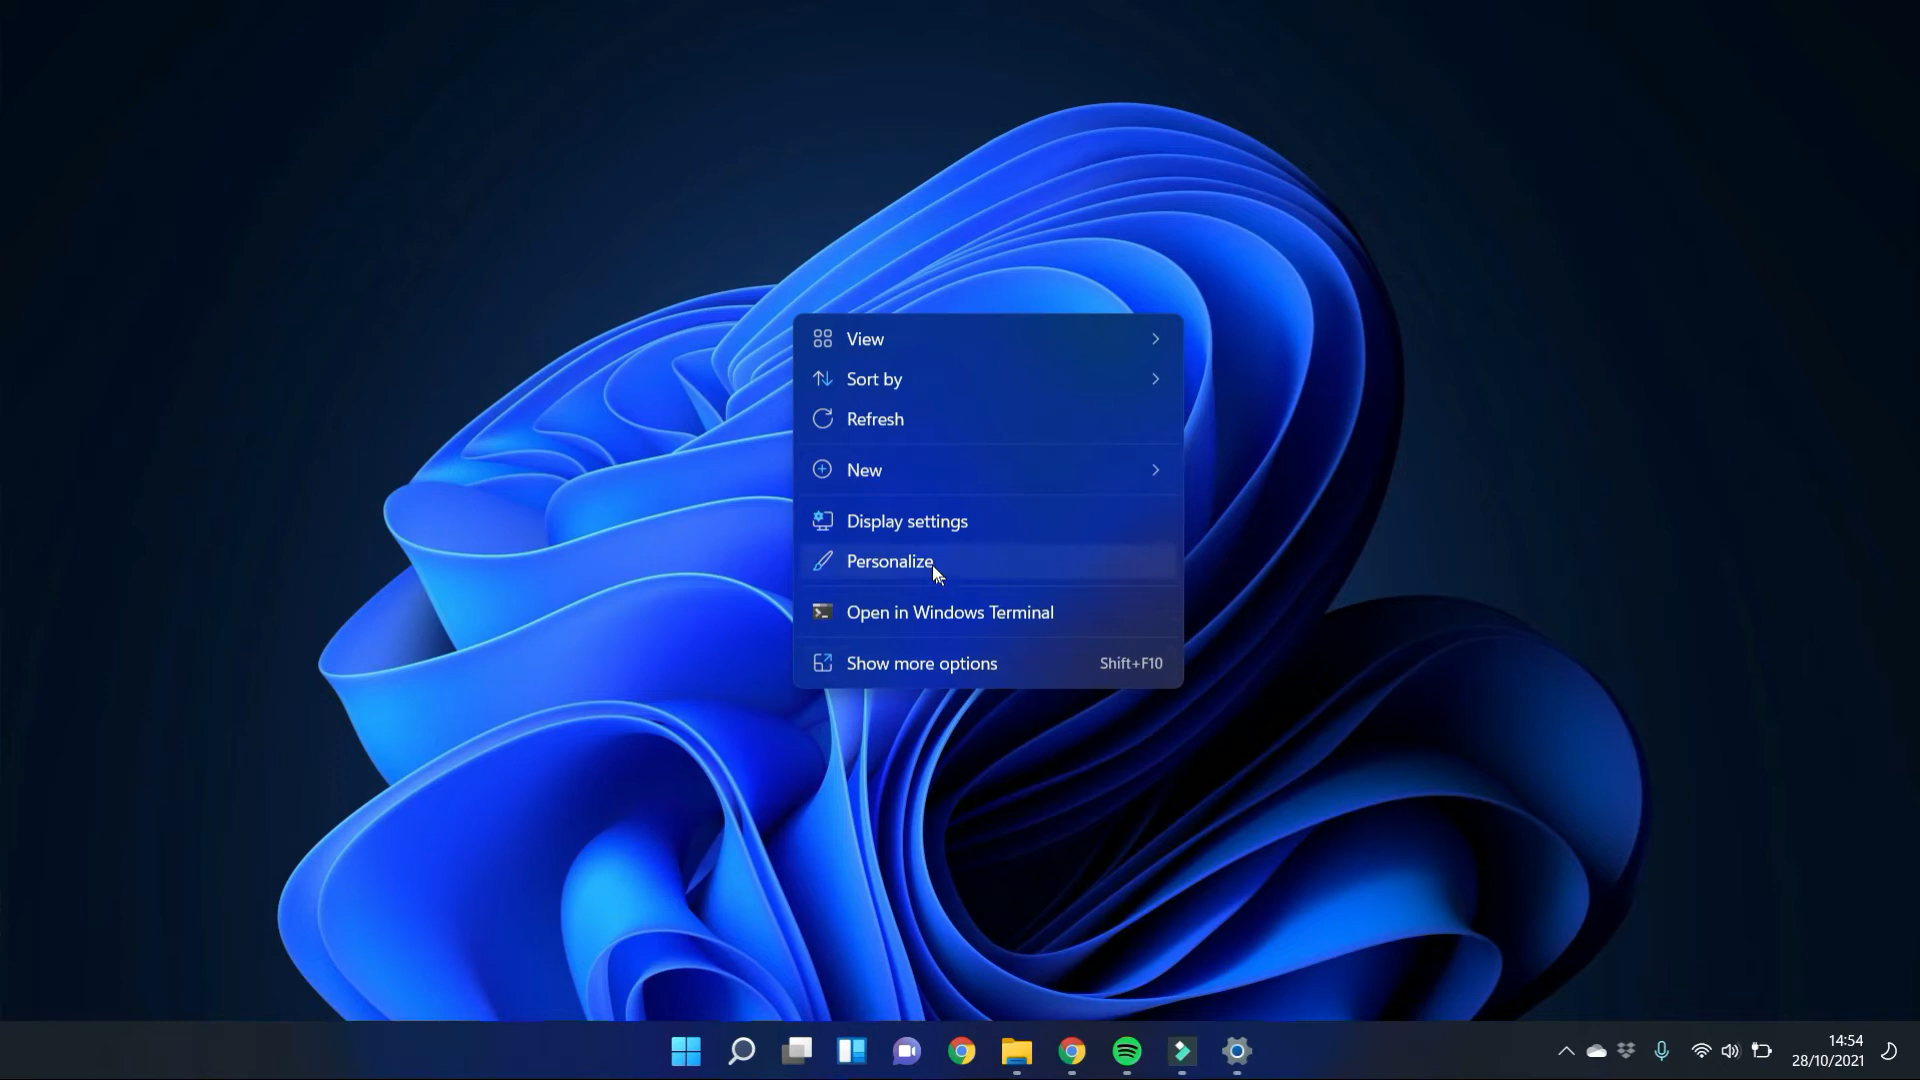 View
Sort by
Refresh
New
Display settings
Personalize
Open in Windows Terminal
Show more options Shift+F10
14:54
28/10/2021